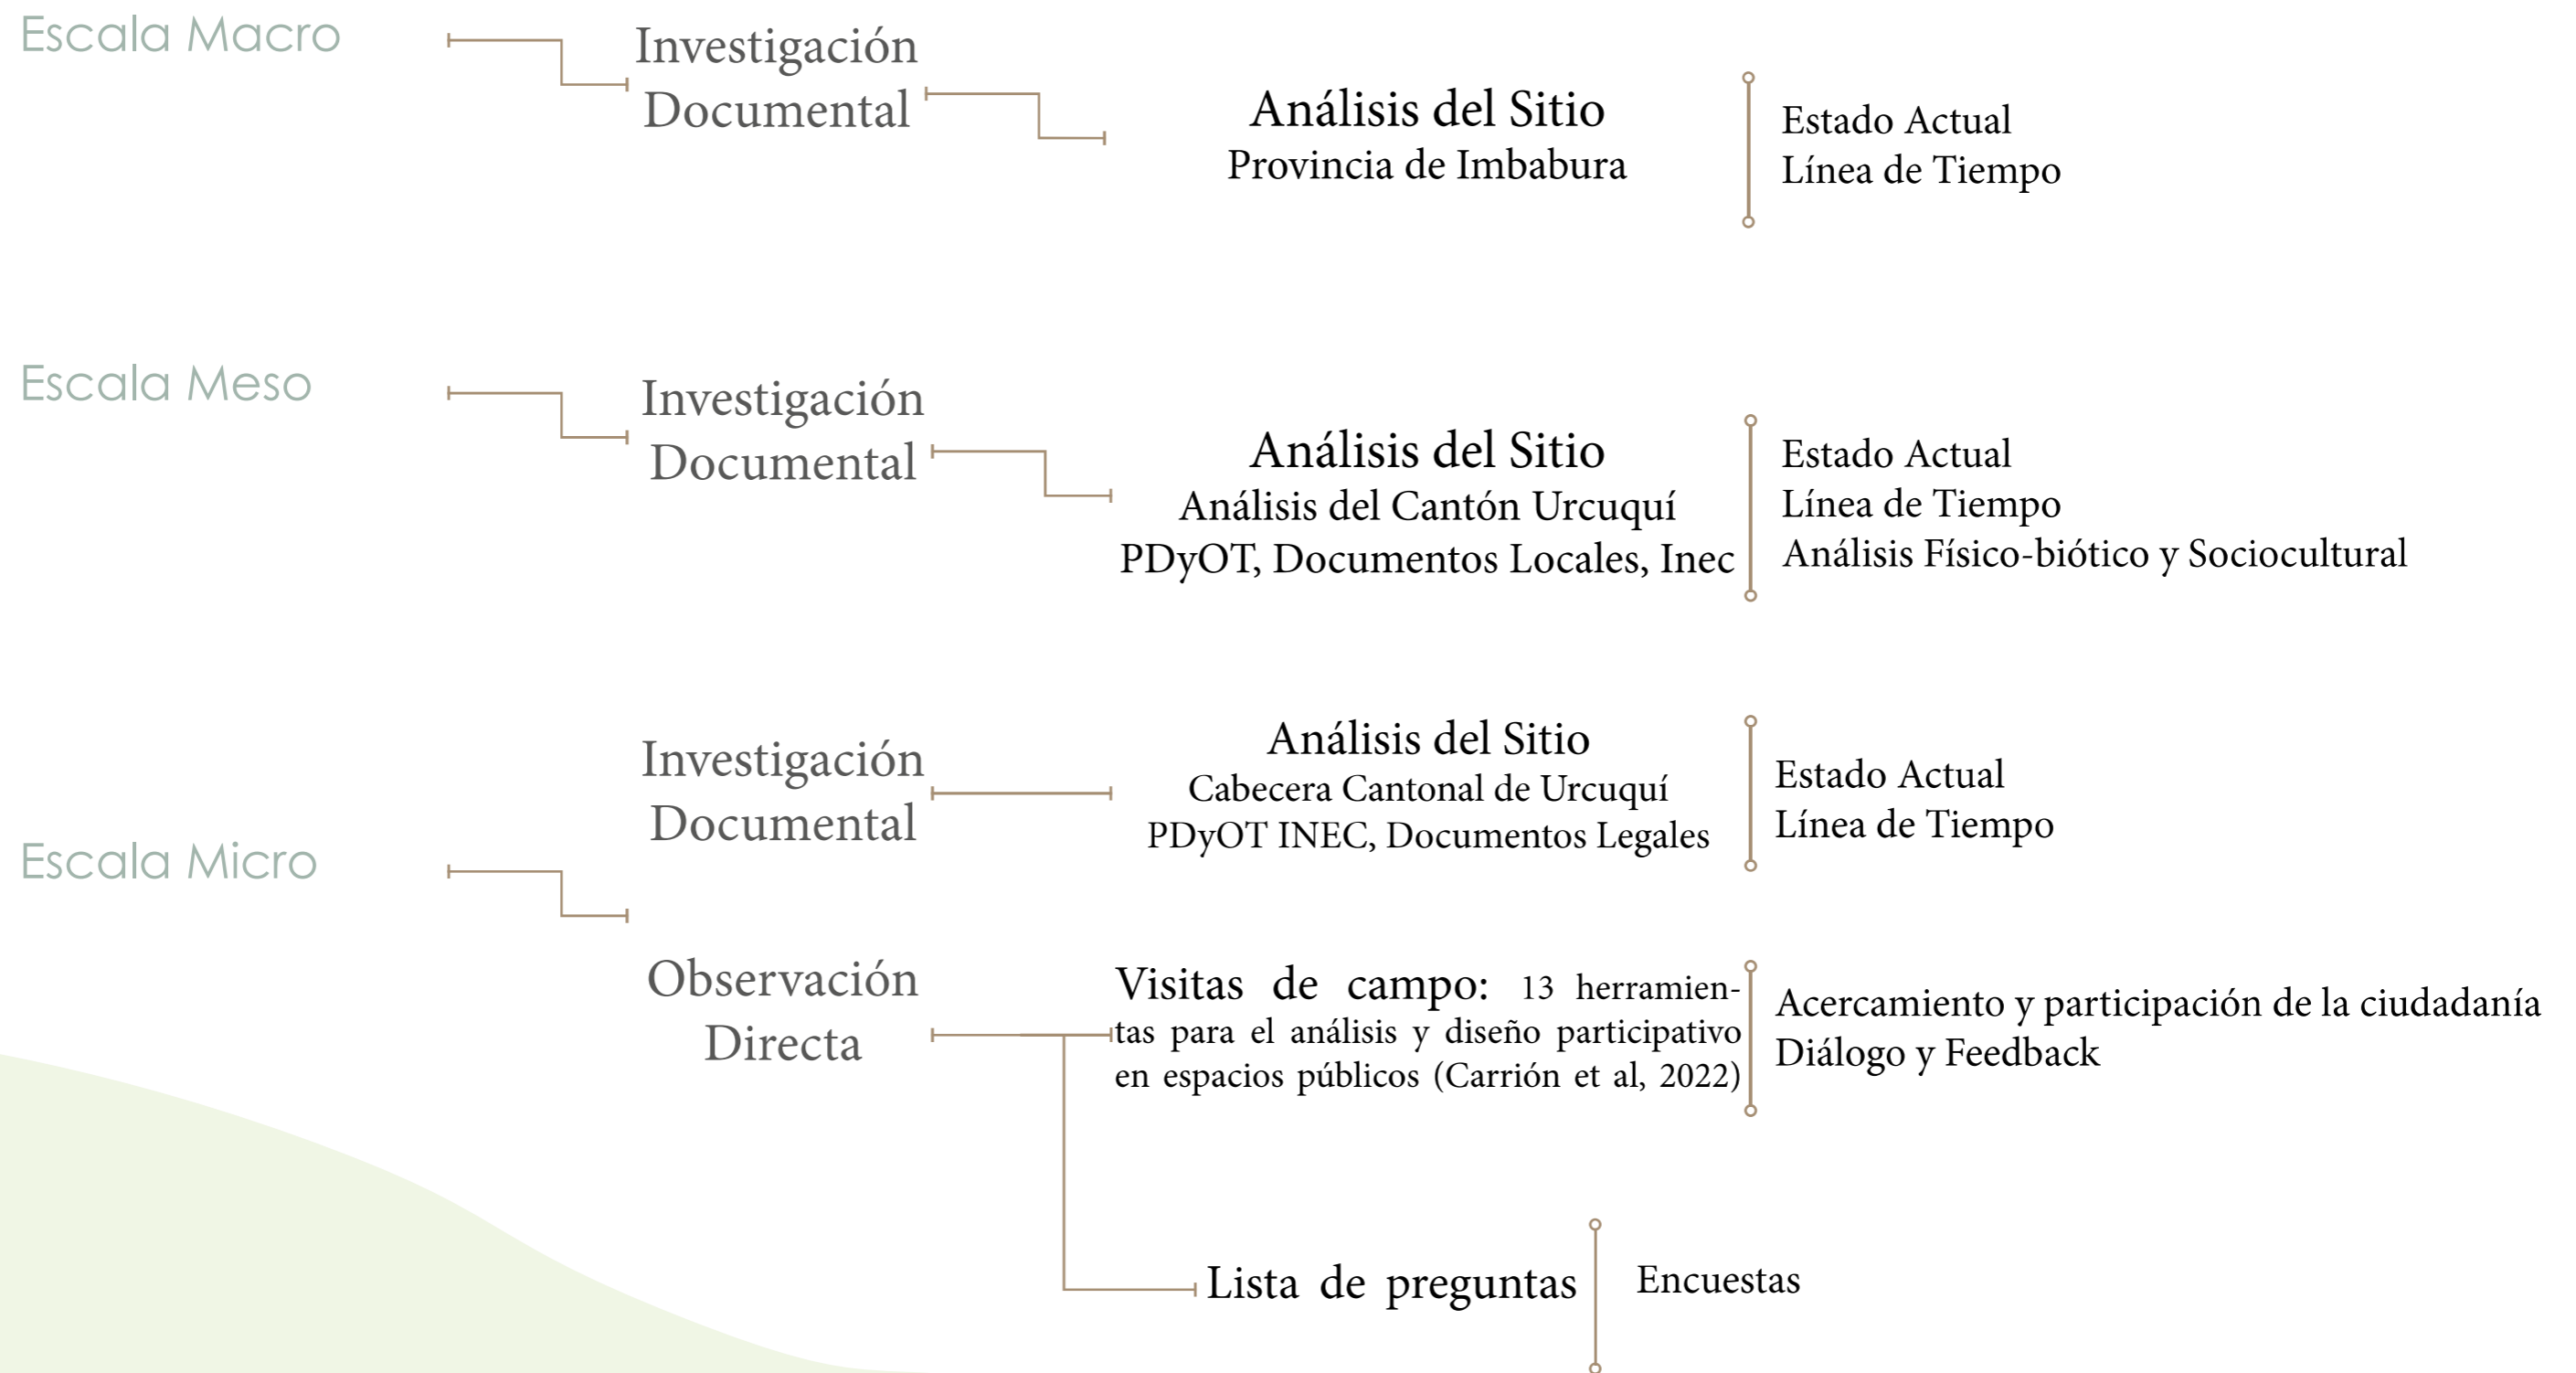 Escala Macro
Investigación
Documental
Análisis del Sitio
Provincia de Imbabura
Estado Actual
Línea de Tiempo
Escala Meso
Investigación
Documental
Análisis del Sitio
Análisis del Cantón Urcuquí
PDyOT, Documentos Locales, Inec
Estado Actual
Línea de Tiempo
Análisis Físico-biótico y Sociocultural
Escala Micro
Investigación
Documental
Análisis del Sitio
Cabecera Cantonal de Urcuquí
PDyOT INEC, Documentos Legales
Estado Actual
Línea de Tiempo
Observación
Directa
Visitas de campo: 13 herramien-
tas para el análisis y diseño participativo
en espacios públicos (Carrión et al, 2022)
Acercamiento y participación de la ciudadanía
Diálogo y Feedback
Lista de preguntas
Encuestas